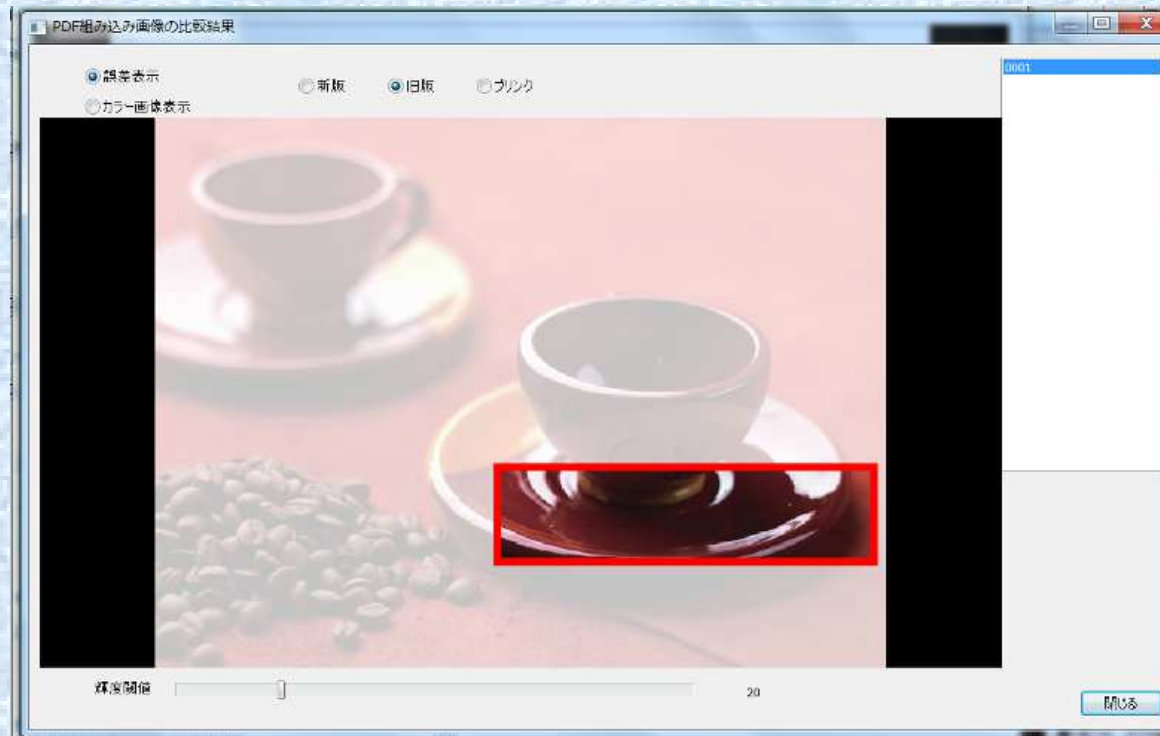 PDF組み込み画像の比較結果
誤差表示
カラー画像表示
新版
旧版
ブリンク
0001
輝度閾値
20
閉じる